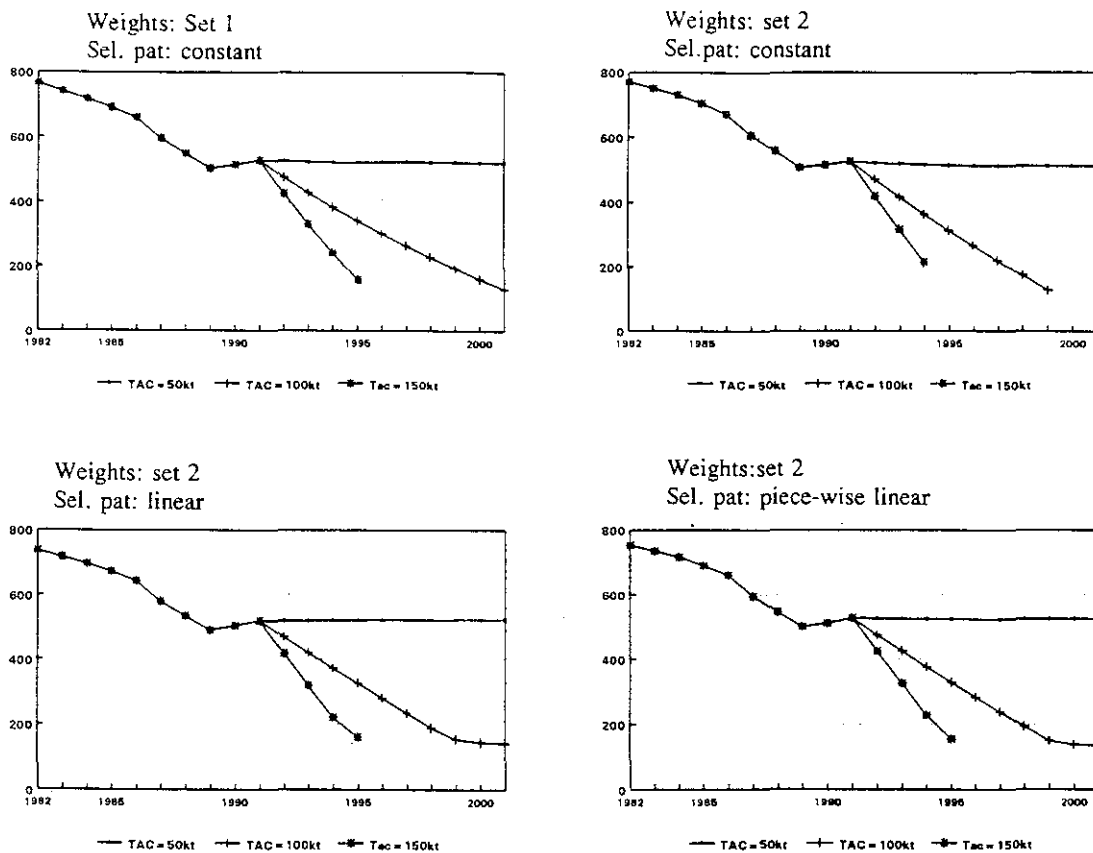 Weights: Set 1
Sel. pat: constant
800
600
400
200
0
1982
1985
1990
1995
2000
TAC = 50kt
TAC = 100kt
Tac = 150kt
Weights: set 2
Sel.pat: constant
800
600
400
200
0
1982
1985
1990
1995
2000
TAC = 50kt
TAC = 100kt
Tac = 150kt
Weights: set 2
Sel. pat: linear
800
600
400
200
0
1982
1985
1990
1995
2000
TAC = 50kt
TAC = 100kt
Tac = 150kt
Weights:set 2
Sel. pat: piece-wise linear
800
600
400
200
0
1982
1985
1990
1995
2000
TAC = 50kt
TAC = 100kt
Tac = 150kt